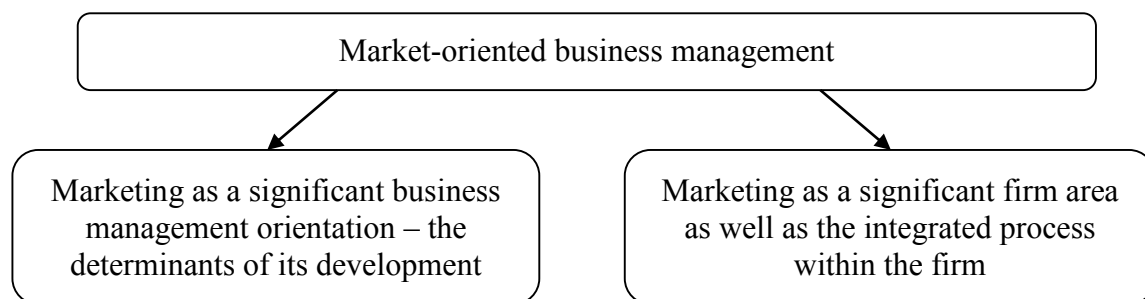 Market-oriented business management
Marketing as a significant business
management orientation – the
determinants of its development
Marketing as a significant firm area
as well as the integrated process
within the firm